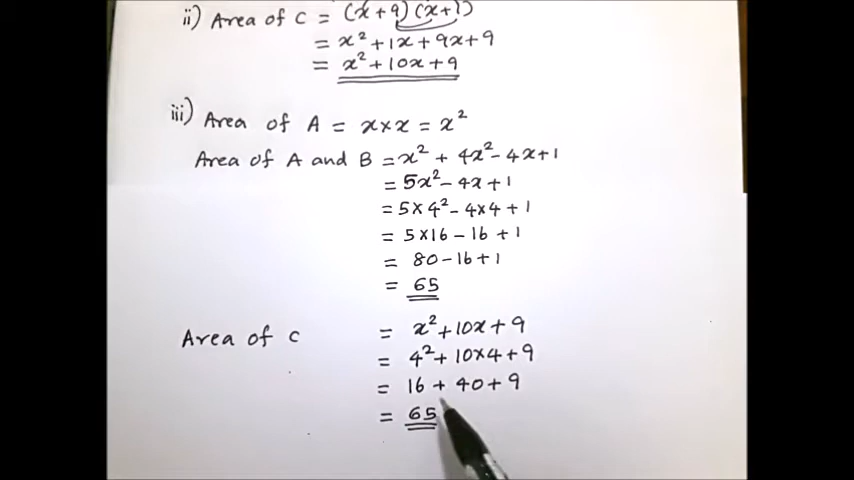 ii) Area of C = (x+9)(x+1)
= x² + 1x + 9x + 9
= x² + 10x + 9
iii) Area of A = x × x = x²
Area of A and B = x² + 4x² - 4x + 1
= 5x² - 4x + 1
= 5 × 4² - 4 × 4 + 1
= 5 × 16 - 16 + 1
= 80 - 16 + 1
= 65
Area of C = x² + 10x + 9
= 4² + 10 × 4 + 9
= 16 + 40 + 9
= 65